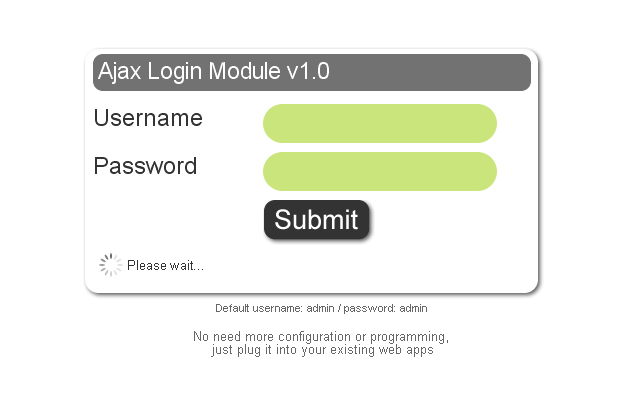 Ajax Login Module v1.0
Username
Password
Submit
Please wait...
Default username: admin / password: admin
No need more configuration or programming,
just plug it into your existing web apps